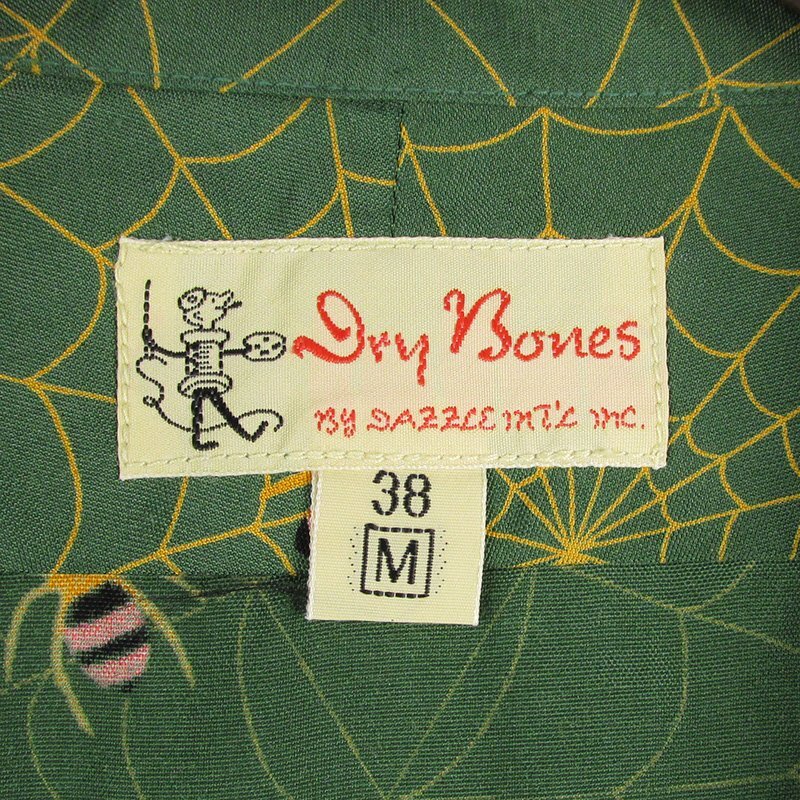 Dry Bones
BY DAZZLE INT'L INC.
38
M